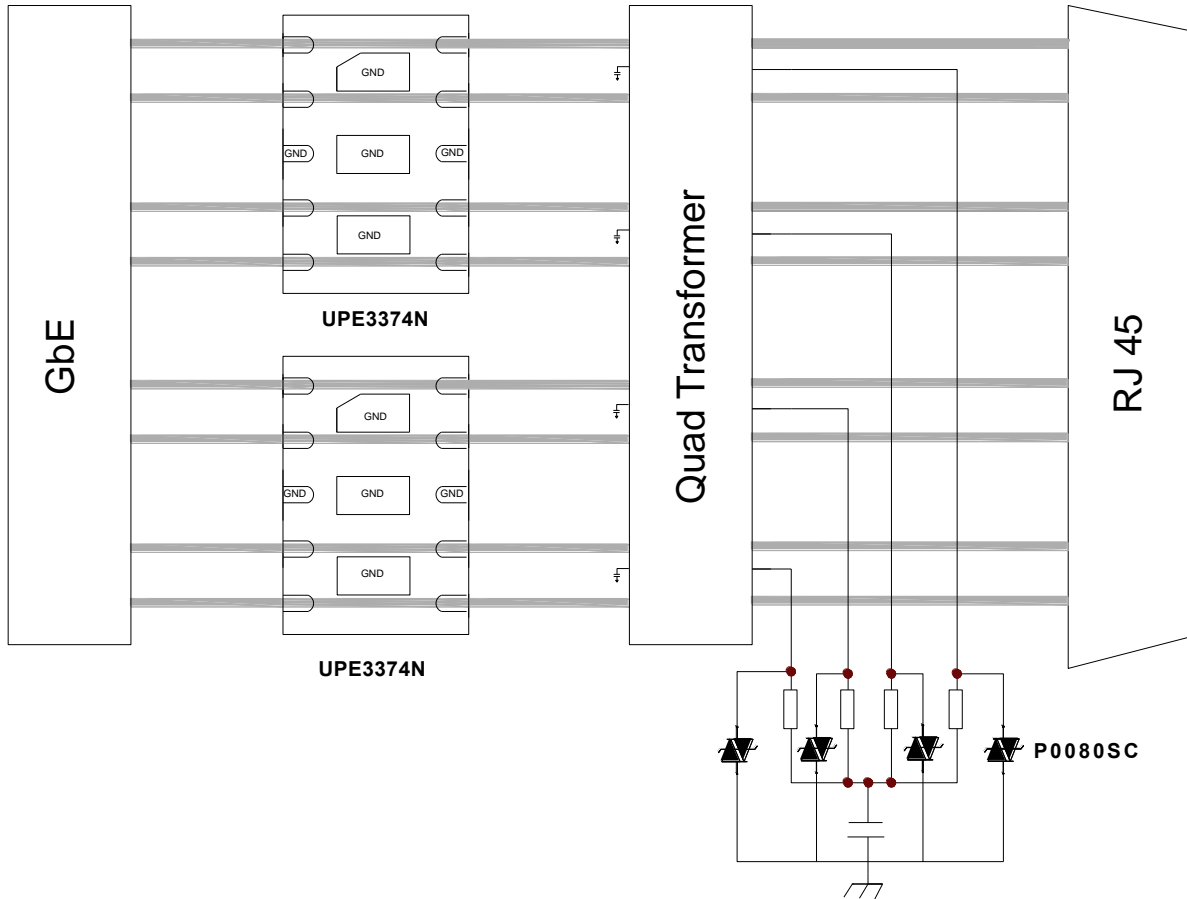 GbE
GND
GND
GND
GND
GND
UPE3374N
GND
GND
GND
GND
GND
UPE3374N
Quad Transformer
RJ 45
P0080SC